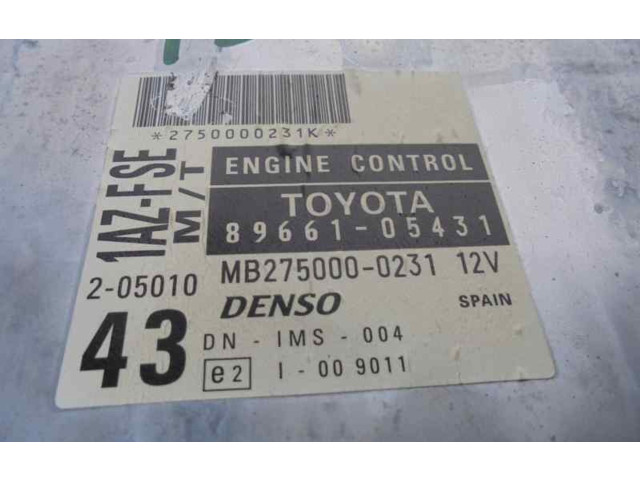 *2750000231K*
1AZ-FSE
M/T
ENGINE CONTROL
TOYOTA
89661-05431
2-05010
MB275000-0231 12V
DENSO
SPAIN
43
DN - IMS - 004
e2 I - 00 9011